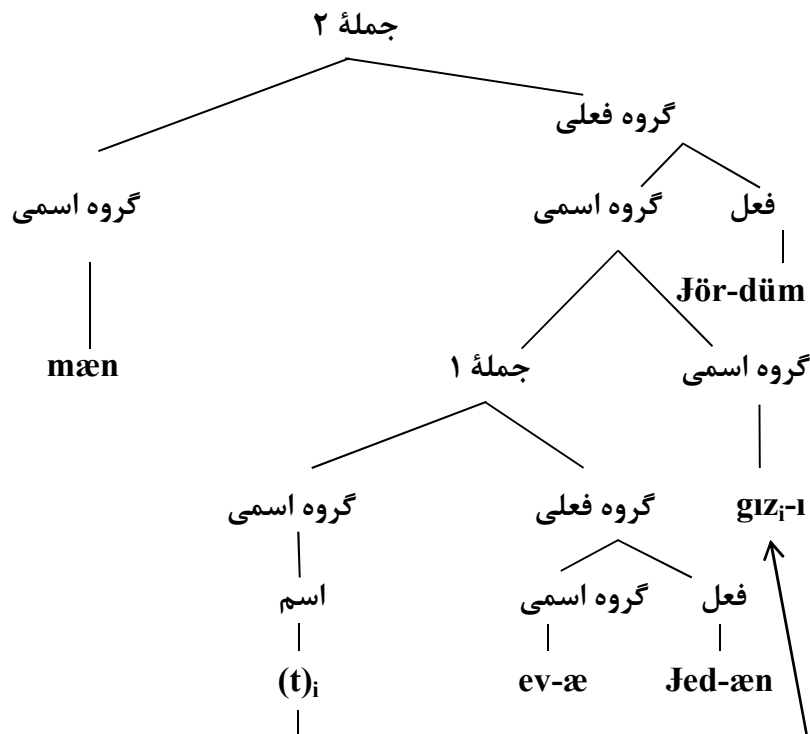 جملهٔ ۲
گروه فعلی
گروه اسمی گروه اسمی فعل
Ɉör-düm
mæn جملهٔ ۱ گروه اسمی
گروه اسمی گروه فعلی gızᵢ-ı
اسم گروه اسمی فعل
(t)ᵢ ev-æ Ɉed-æn